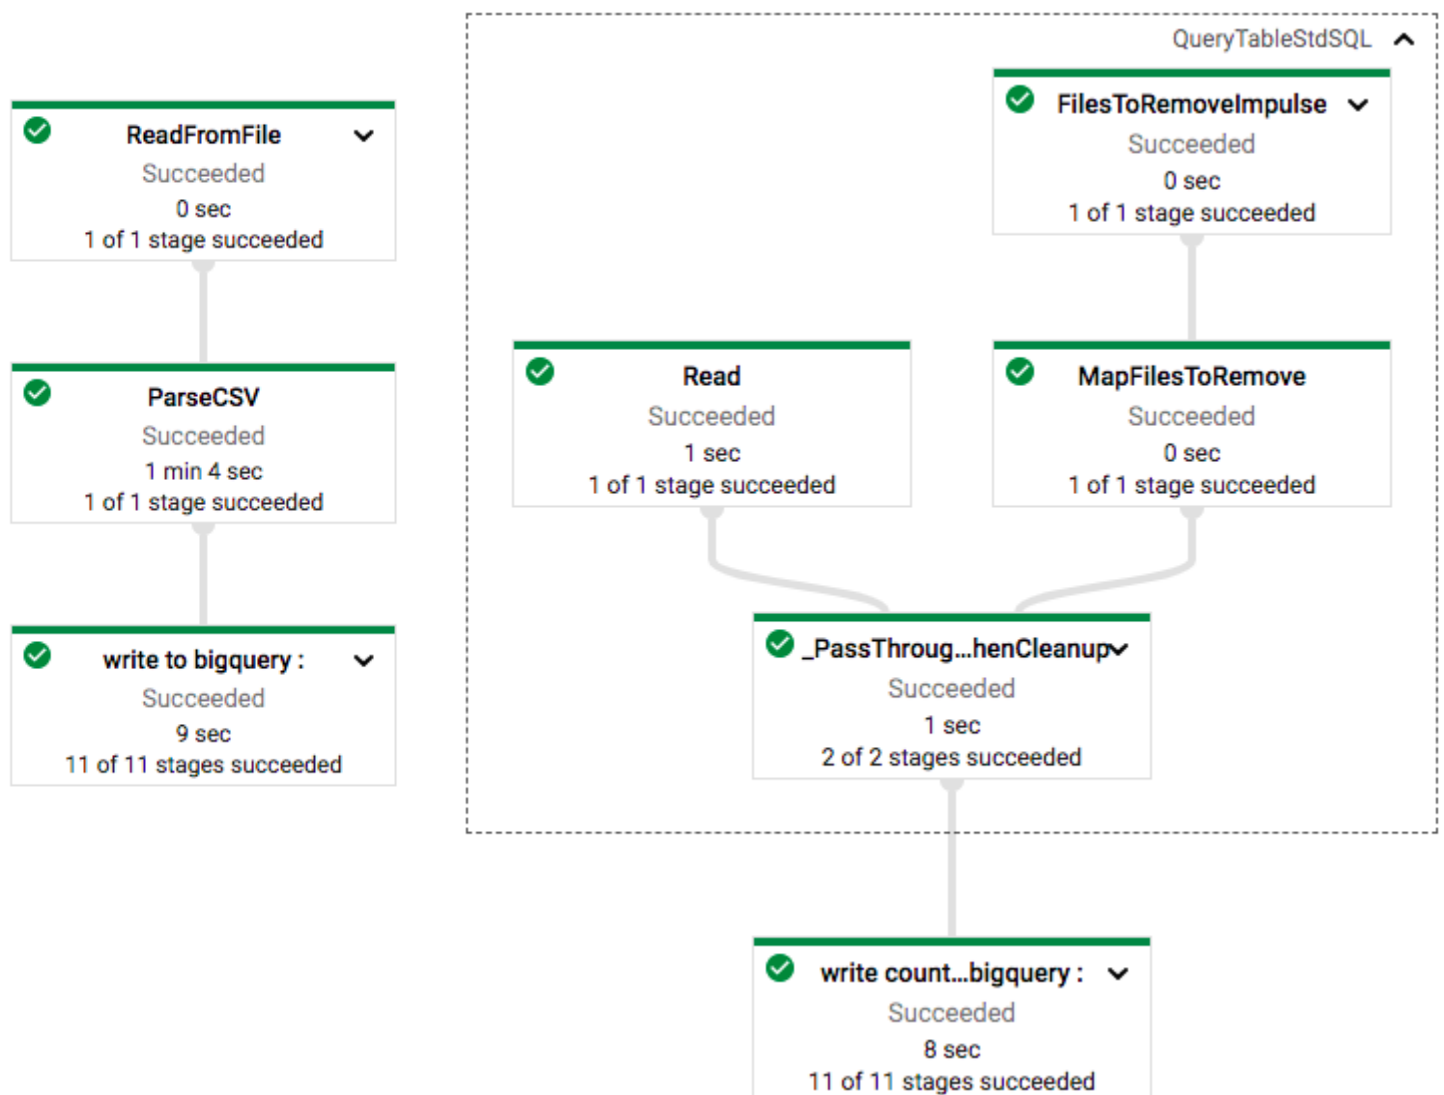 ReadFromFile
Succeeded
0 sec
1 of 1 stage succeeded
ParseCSV
Succeeded
1 min 4 sec
1 of 1 stage succeeded
write to bigquery :
Succeeded
9 sec
11 of 11 stages succeeded
QueryTableStdSQL
FilesToRemoveImpulse
Succeeded
0 sec
1 of 1 stage succeeded
Read
Succeeded
1 sec
1 of 1 stage succeeded
MapFilesToRemove
Succeeded
0 sec
1 of 1 stage succeeded
_PassThroug...henCleanup
Succeeded
1 sec
2 of 2 stages succeeded
write count...bigquery :
Succeeded
8 sec
11 of 11 stages succeeded